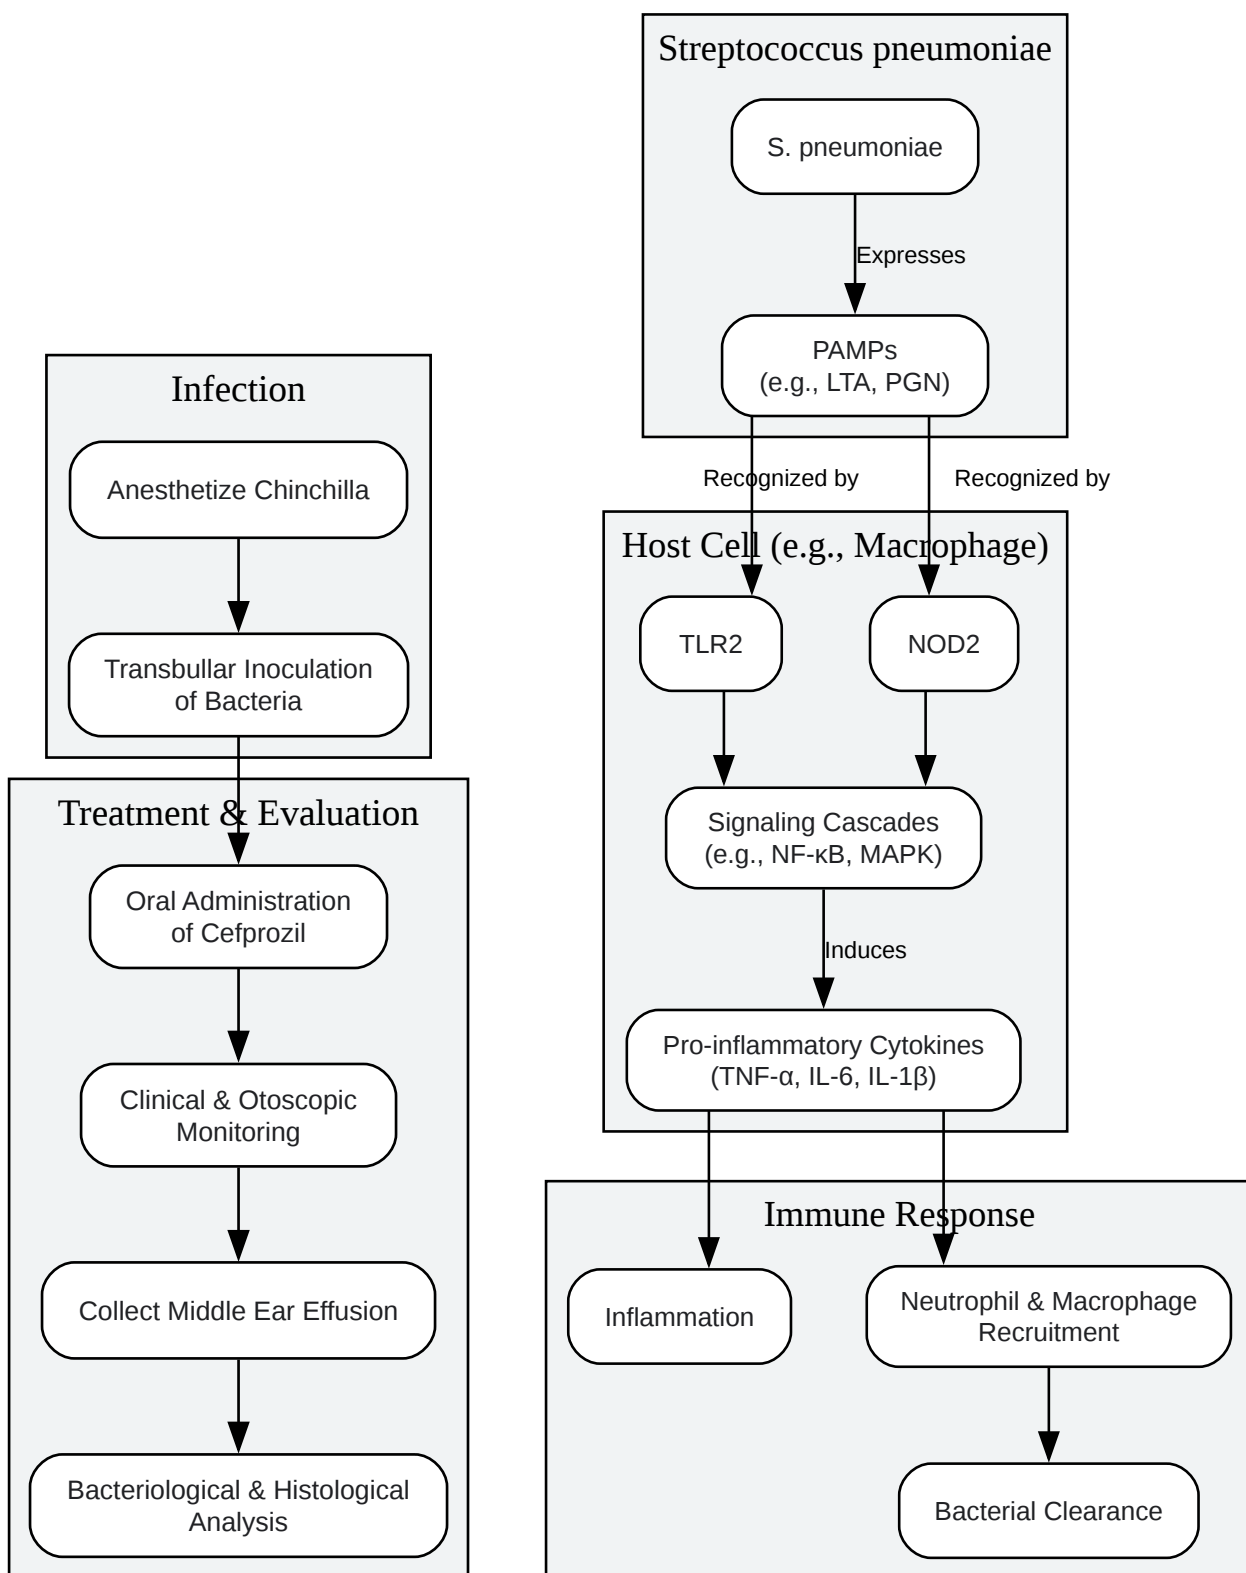 Infection
Anesthetize Chinchilla
Transbullar Inoculation
of Bacteria
Treatment & Evaluation
Oral Administration
of Cefprozil
Clinical & Otoscopic
Monitoring
Collect Middle Ear Effusion
Bacteriological & Histological
Analysis
Streptococcus pneumoniae
S. pneumoniae
Expresses
PAMPs
(e.g., LTA, PGN)
Recognized by
Recognized by
Host Cell (e.g., Macrophage)
TLR2
NOD2
Signaling Cascades
(e.g., NF-κB, MAPK)
Induces
Pro-inflammatory Cytokines
(TNF-α, IL-6, IL-1β)
Immune Response
Inflammation
Neutrophil & Macrophage
Recruitment
Bacterial Clearance